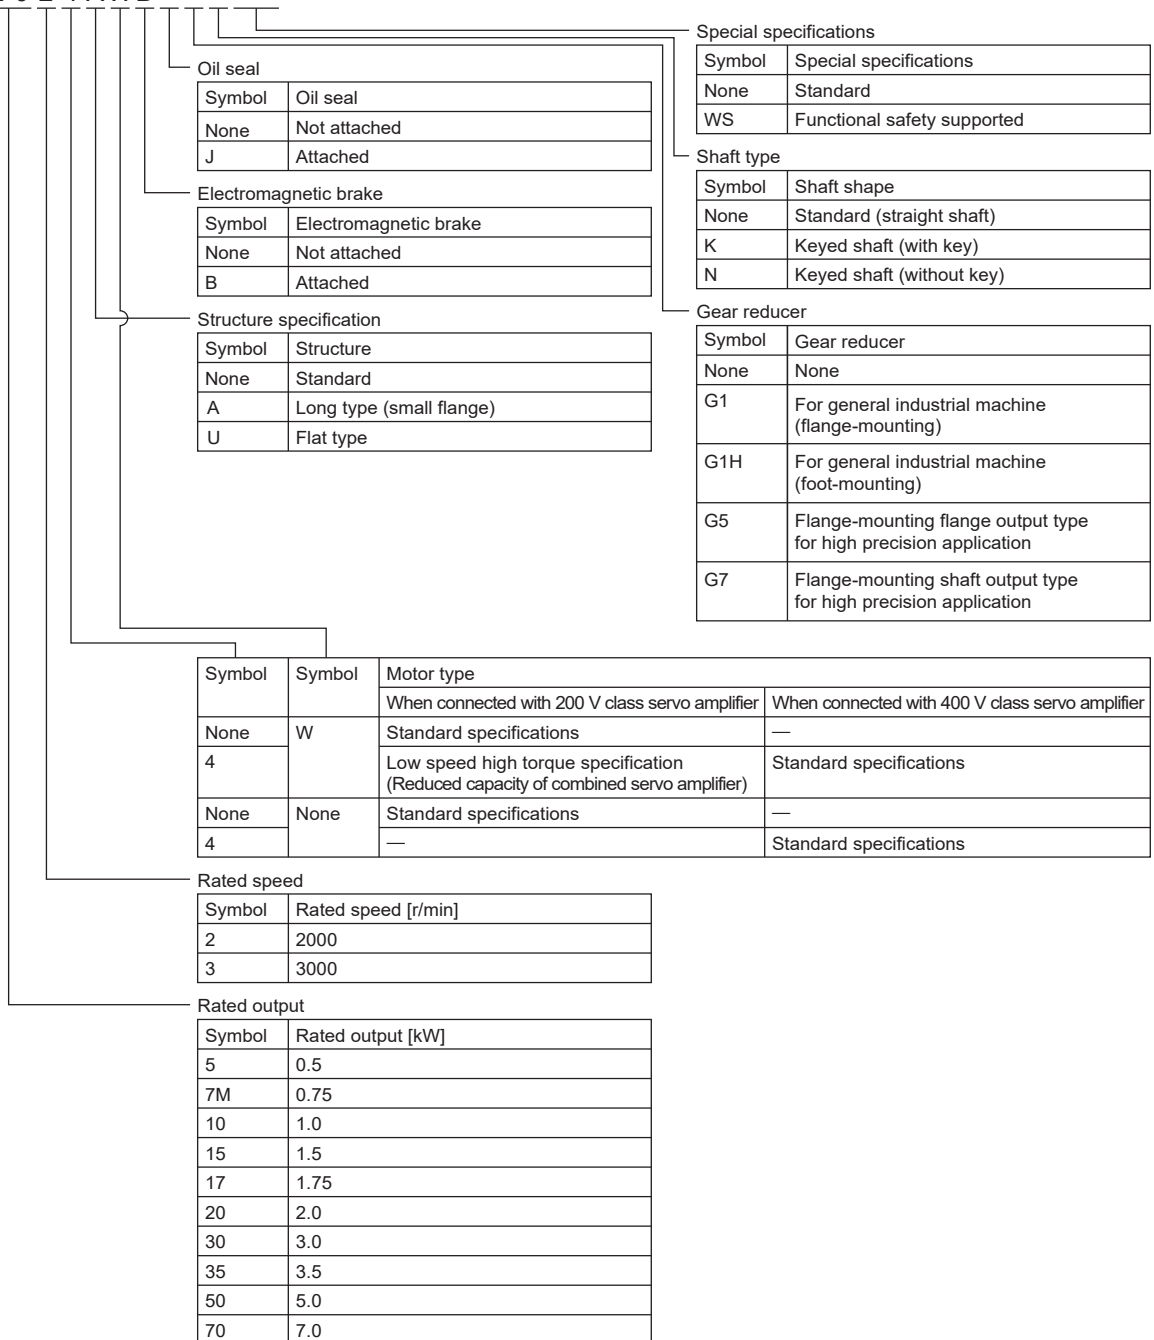 Special specifications
Symbol Special specifications
None Standard
WS Functional safety supported
Oil seal
Symbol Oil seal
None Not attached
J Attached
Shaft type
Symbol Shaft shape
None Standard (straight shaft)
K Keyed shaft (with key)
N Keyed shaft (without key)
Electromagnetic brake
Symbol Electromagnetic brake
None Not attached
B Attached
Gear reducer
Symbol Gear reducer
None None
G1 For general industrial machine
(flange-mounting)
G1H For general industrial machine
(foot-mounting)
G5 Flange-mounting flange output type
for high precision application
G7 Flange-mounting shaft output type
for high precision application
Structure specification
Symbol Structure
None Standard
A Long type (small flange)
U Flat type
Symbol Symbol Motor type
When connected with 200 V class servo amplifier When connected with 400 V class servo amplifier
None W Standard specifications —
4 Low speed high torque specification Standard specifications
(Reduced capacity of combined servo amplifier)
None None Standard specifications —
4 — Standard specifications
Rated speed
Symbol Rated speed [r/min]
2 2000
3 3000
Rated output
Symbol Rated output [kW]
5 0.5
7M 0.75
10 1.0
15 1.5
17 1.75
20 2.0
30 3.0
35 3.5
50 5.0
70 7.0